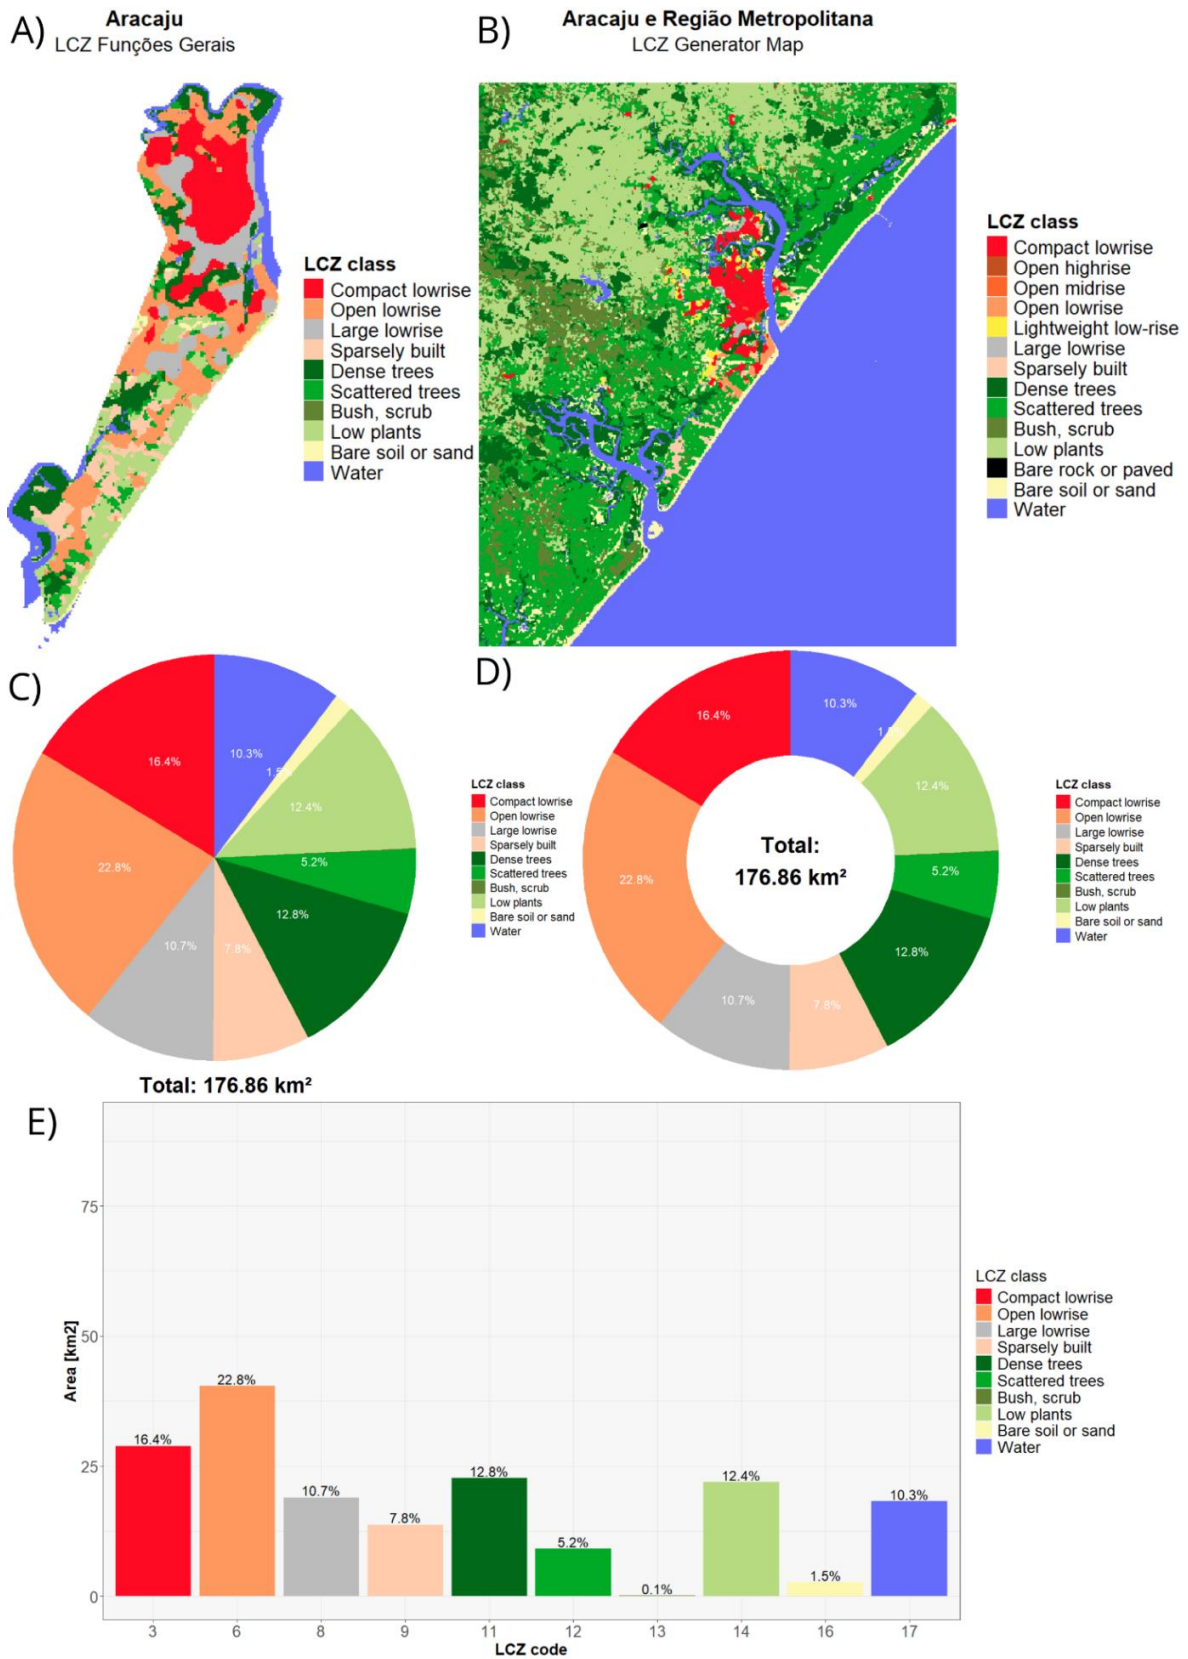 A)
Aracaju
LCZ Funções Gerais
LCZ class
Compact lowrise
Open lowrise
Large lowrise
Sparsely built
Dense trees
Scattered trees
Bush, scrub
Low plants
Bare soil or sand
Water
B)
Aracaju e Região Metropolitana
LCZ Generator Map
LCZ class
Compact lowrise
Open highrise
Open midrise
Open lowrise
Lightweight low-rise
Large lowrise
Sparsely built
Dense trees
Scattered trees
Bush, scrub
Low plants
Bare rock or paved
Bare soil or sand
Water
C)
10.3%
16.4%
12.4%
5.2%
22.8%
12.8%
10.7%
7.8%
Total: 176.86 km²
LCZ class
Compact lowrise
Open lowrise
Large lowrise
Sparsely built
Dense trees
Scattered trees
Bush, scrub
Low plants
Bare soil or sand
Water
D)
10.3%
16.4%
12.4%
5.2%
22.8%
12.8%
10.7%
7.8%
Total:
176.86 km²
LCZ class
Compact lowrise
Open lowrise
Large lowrise
Sparsely built
Dense trees
Scattered trees
Bush, scrub
Low plants
Bare soil or sand
Water
E)
Area [km2]
75
50
25
0
16.4%
22.8%
10.7%
7.8%
12.8%
5.2%
0.1%
12.4%
1.5%
10.3%
3 6 8 9 11 12 13 14 16 17
LCZ code
LCZ class
Compact lowrise
Open lowrise
Large lowrise
Sparsely built
Dense trees
Scattered trees
Bush, scrub
Low plants
Bare soil or sand
Water